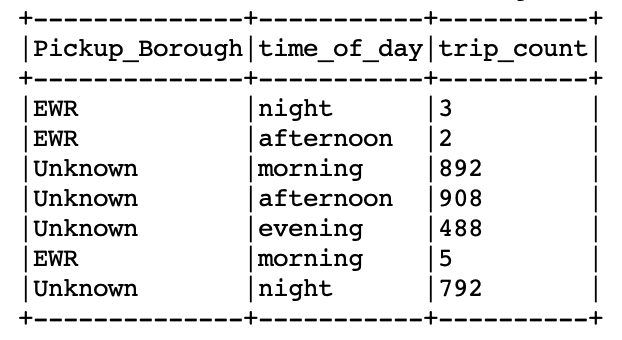 +--------------+-----------+----------+
|Pickup_Borough|time_of_day|trip_count|
+--------------+-----------+----------+
|EWR           |night      |3         |
|EWR           |afternoon  |2         |
|Unknown       |morning    |892       |
|Unknown       |afternoon  |908       |
|Unknown       |evening    |488       |
|EWR           |morning    |5         |
|Unknown       |night      |792       |
+--------------+-----------+----------+